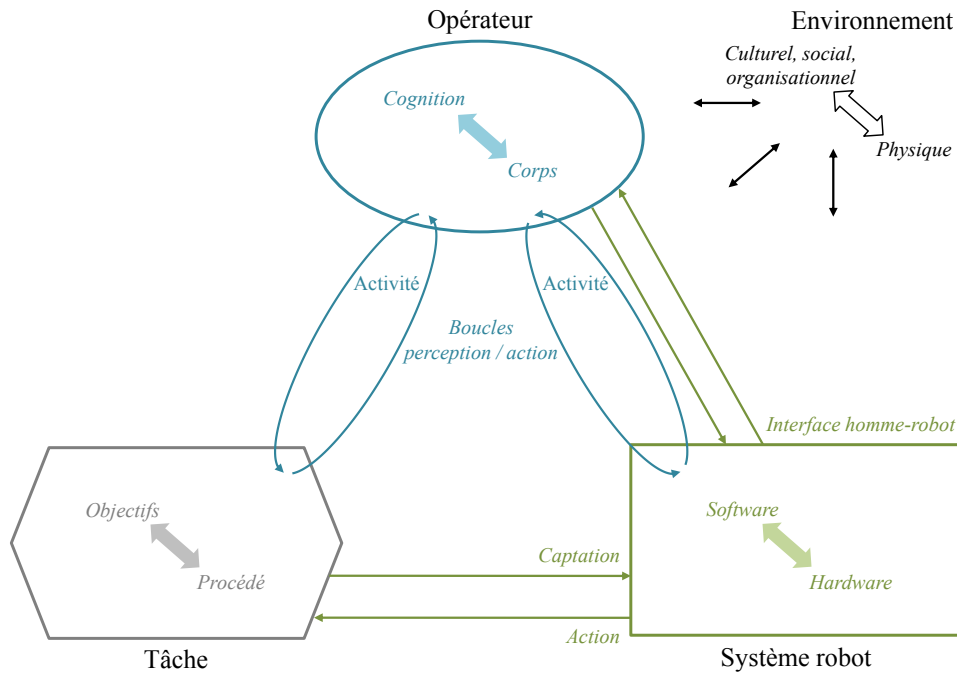 Opérateur
Environnement
Culturel, social,
organisationnel
Physique
Cognition
Corps
Activité
Activité
Boucles
perception / action
Interface homme-robot
Objectifs
Procédé
Software
Hardware
Captation
Action
Tâche
Système robot